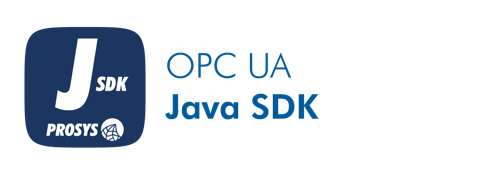 J
SDK
PROSYS
OPC UA
Java SDK